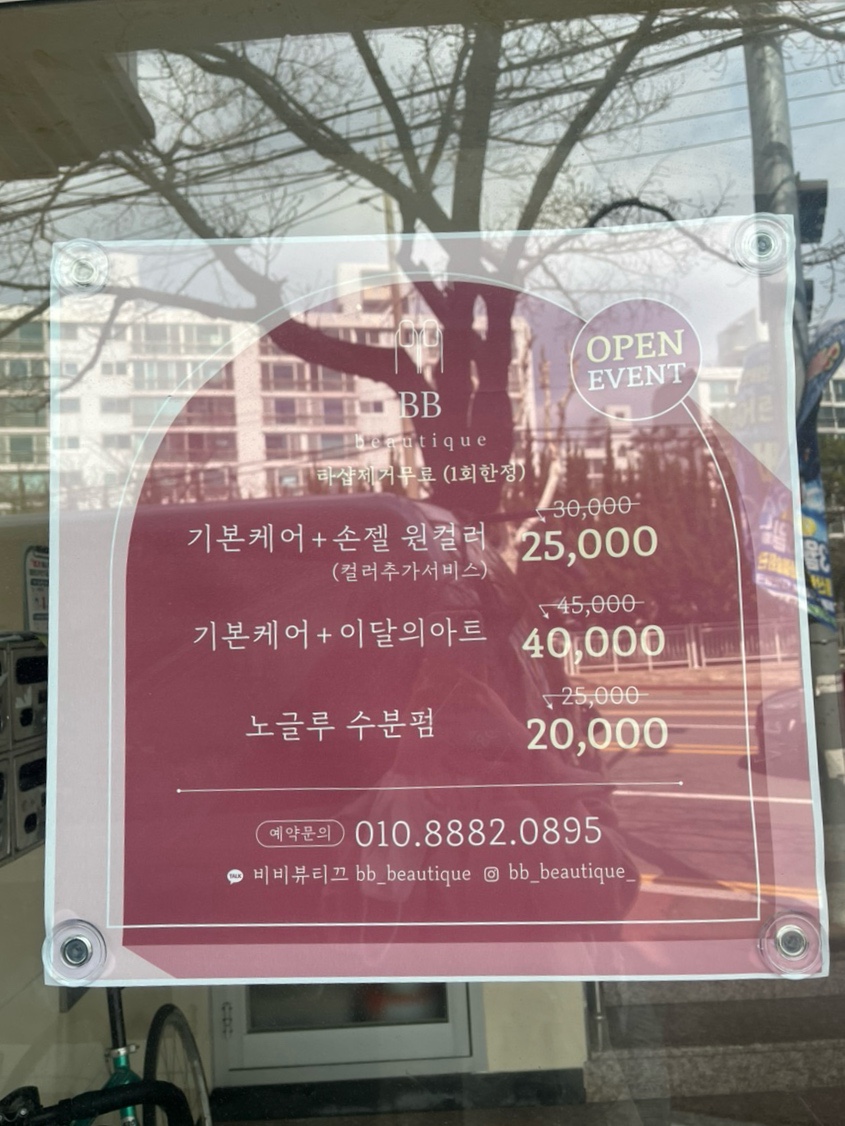 OPEN
EVENT
BB
beautique
타샵제거무료 (1회한정)
30,000
기본케어+손젤 원컬러 25,000
(컬러추가서비스)
45,000
기본케어+이달의아트 40,000
25,000
노글루 수분펌 20,000
예약문의 010.8882.0895
TALK 비비뷰티끄 bb_beautique bb_beautique_